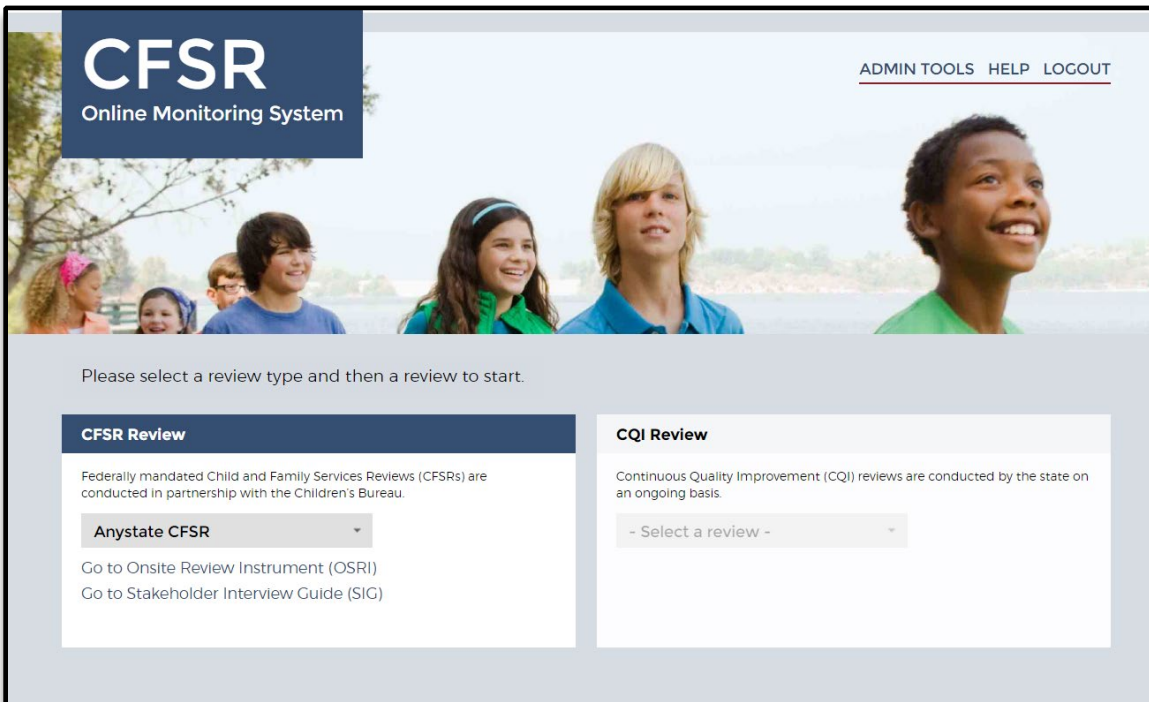 CFSR
Online Monitoring System
ADMIN TOOLS HELP LOGOUT
Please select a review type and then a review to start.
CFSR Review
Federally mandated Child and Family Services Reviews (CFSRs) are
conducted in partnership with the Children's Bureau.
Anystate CFSR
Go to Onsite Review Instrument (OSRI)
Go to Stakeholder Interview Guide (SIG)
CQI Review
Continuous Quality Improvement (CQI) reviews are conducted by the state on
an ongoing basis.
- Select a review -